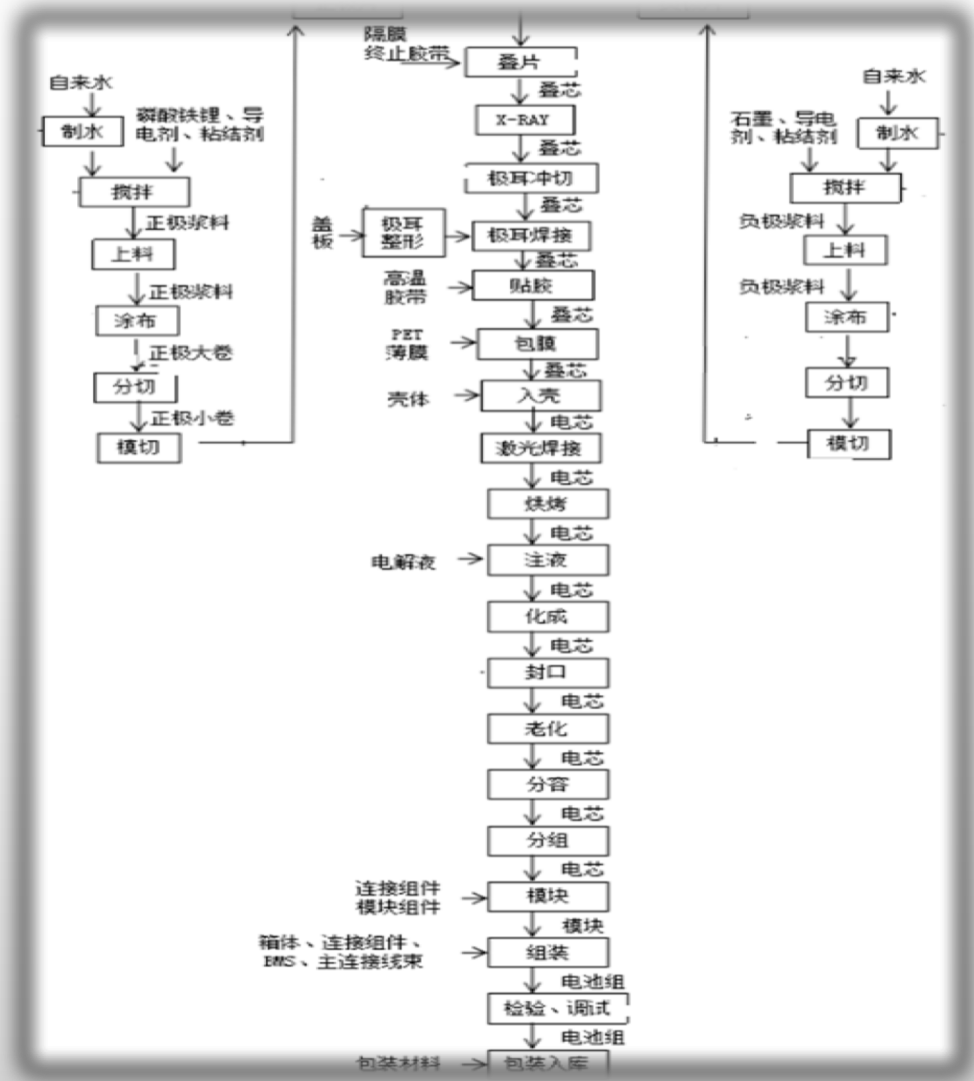 隔膜
终止胶带
叠片
叠芯
X-RAY
叠芯
极耳冲切
叠芯
盖
板
极耳
整形
极耳焊接
叠芯
高温
胶带
贴胶
叠芯
PET
薄膜
包膜
叠芯
壳体
入壳
电芯
激光焊接
电芯
烘烤
电芯
电解液
注液
电芯
化成
电芯
封口
电芯
老化
电芯
分容
电芯
分组
电芯
连接组件
模块组件
模块
模块
箱体、连接组件、
BMS、主连接线束
组装
电池组
检验、调试
电池组
包装材料
包装入库
自来水
制水
磷酸铁锂、导
电剂、粘结剂
搅拌
正极浆料
上料
正极浆料
涂布
正极大卷
分切
正极小卷
模切
自来水
石墨、导电
剂、粘结剂
制水
搅拌
负极浆料
上料
负极浆料
涂布
分切
模切